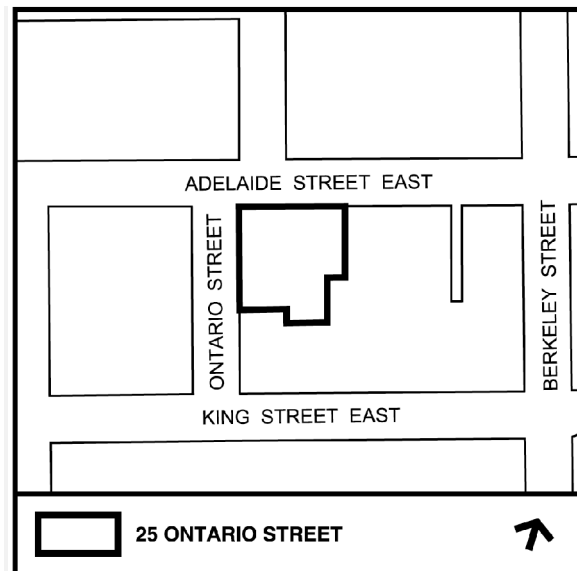 ADELAIDE STREET EAST
ONTARIO STREET
BERKELEY STREET
KING STREET EAST
25 ONTARIO STREET